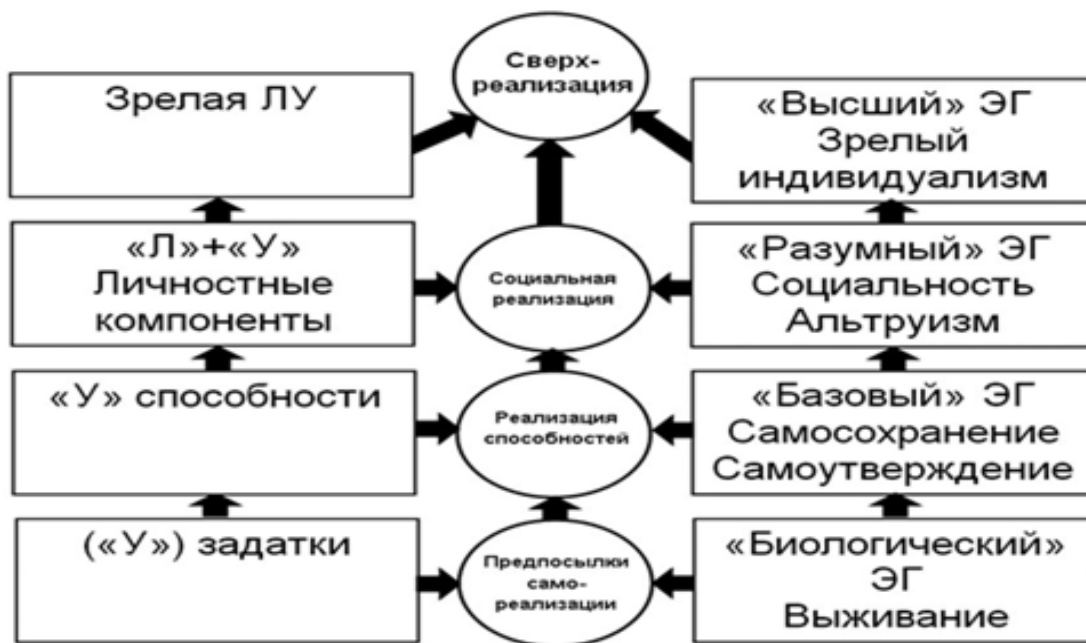 Сверх-
реализация
Зрелая ЛУ
«Высший» ЭГ
Зрелый
индивидуализм
«Л»+«У»
Личностные
компоненты
Социальная
реализация
«Разумный» ЭГ
Социальность
Альтруизм
«У» способности
Реализация
способностей
«Базовый» ЭГ
Самосохранение
Самоутверждение
(«У») задатки
Предпосылки
само-
реализации
«Биологический»
ЭГ
Выживание